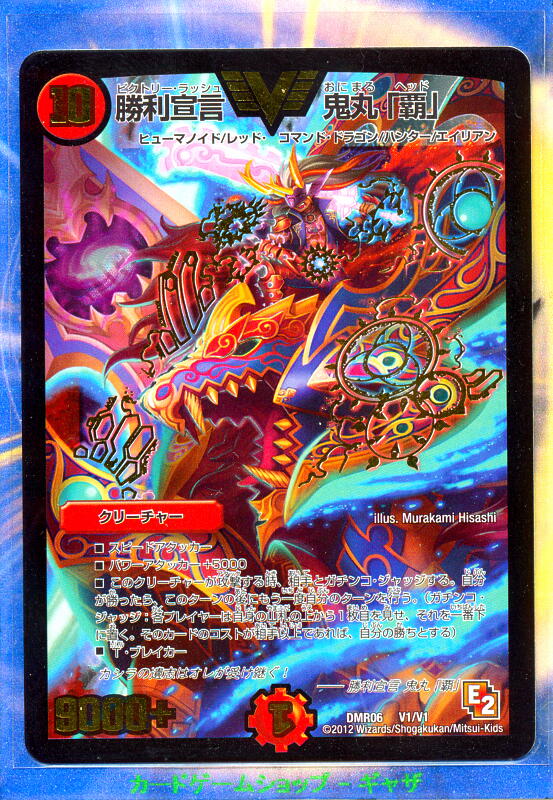 ビクトリー・ラッシュ おにまる ヘッド
10 勝利宣言 鬼丸「覇」
ヒューマノイド/レッド・コマンド・ドラゴン/ハンター/エイリアン
illus. Murakami Hisashi
クリーチャー
■ スピードアタッカー
■ パワーアタッカー+5000
■ このクリーチャーが攻撃する時、相手とガチンコ・ジャッジする。自分
が勝ったら、このターンの後にもう一度自分のターンを行う。(ガチンコ・
ジャッジ:各プレイヤーは自身の山札の上から1枚目を見せ、それを一番下
に置く。そのカードのコストが相手以上であれば、自分の勝ちとする)
■ T・ブレイカー
カシラの遺志はオレが受け継ぐ!
── 勝利宣言 鬼丸「覇」
9000+
T
E2
DMR06 V1/V1
©2012 Wizards/Shogakukan/Mitsui-Kids
カードゲームショップ - ギャザ